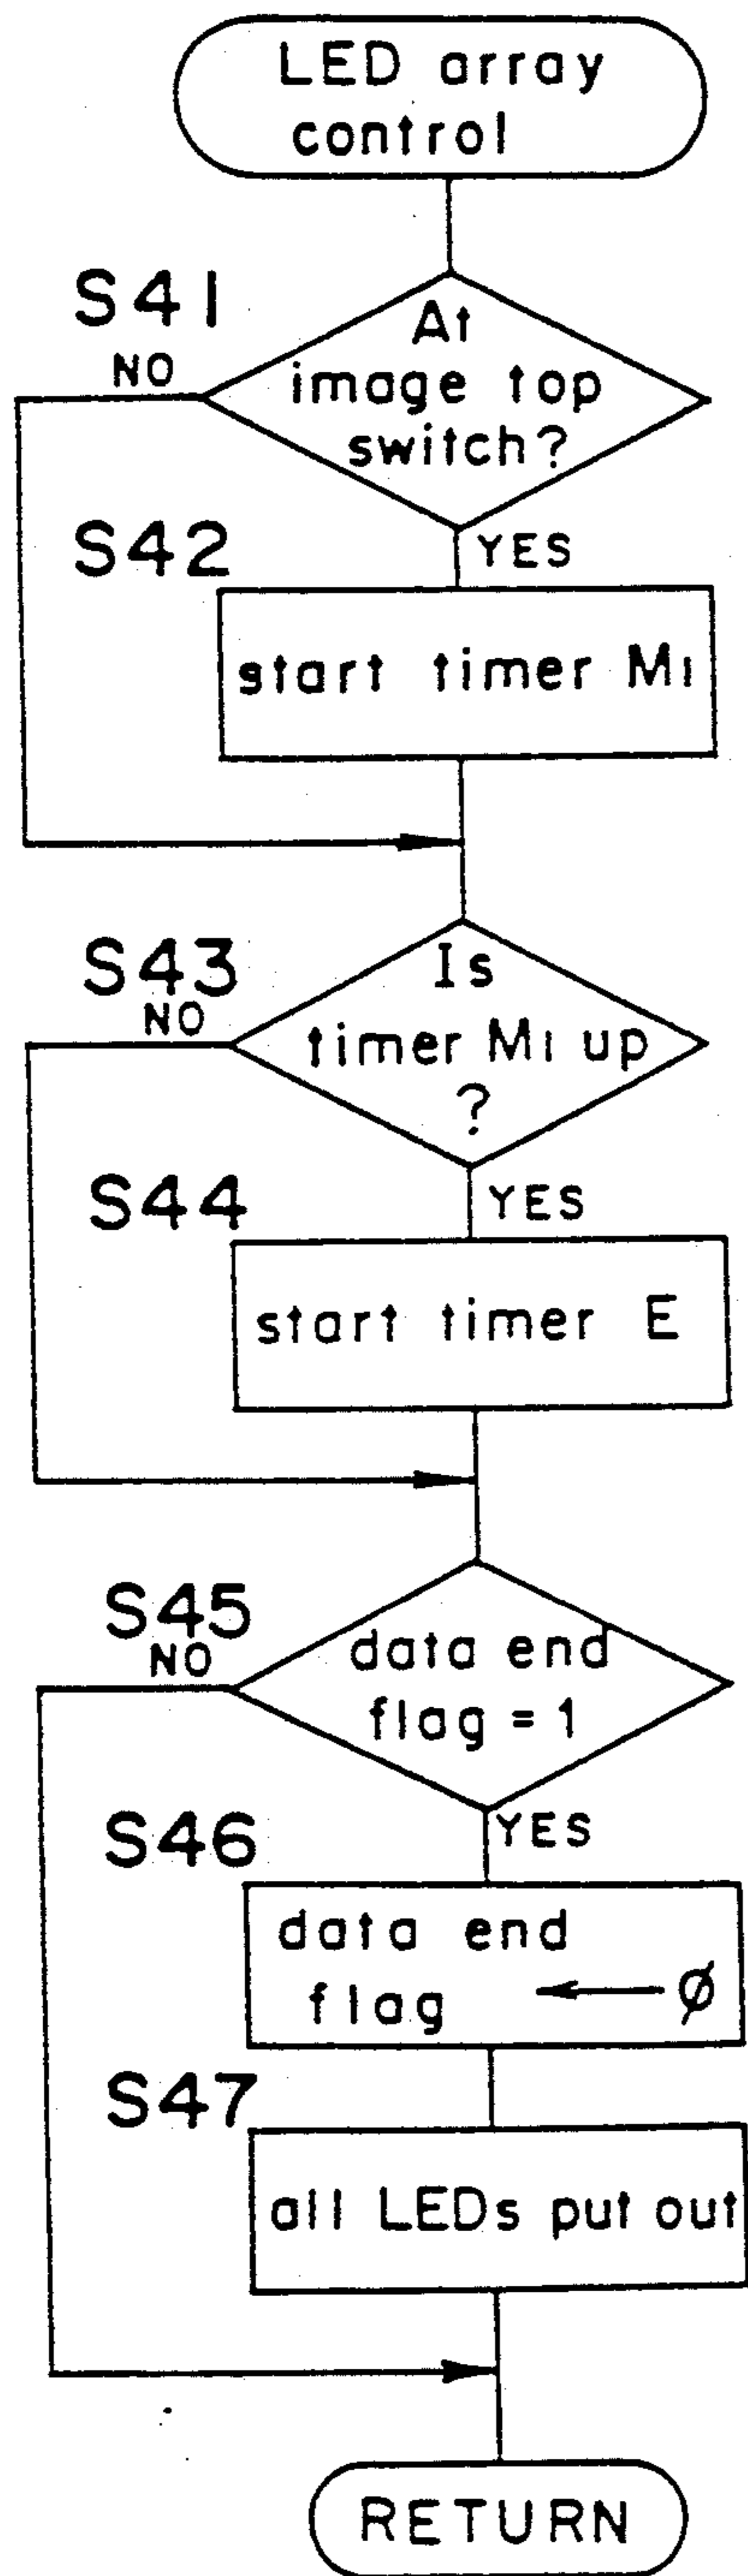 LED array
control
S41
NO
At
image top
switch?
S42
YES
start timer M1
S43
NO
Is
timer M1 up
?
S44
YES
start timer E
S45
NO
data end
flag = 1
S46
YES
data end
flag ← Ø
S47
all LEDs put out
RETURN